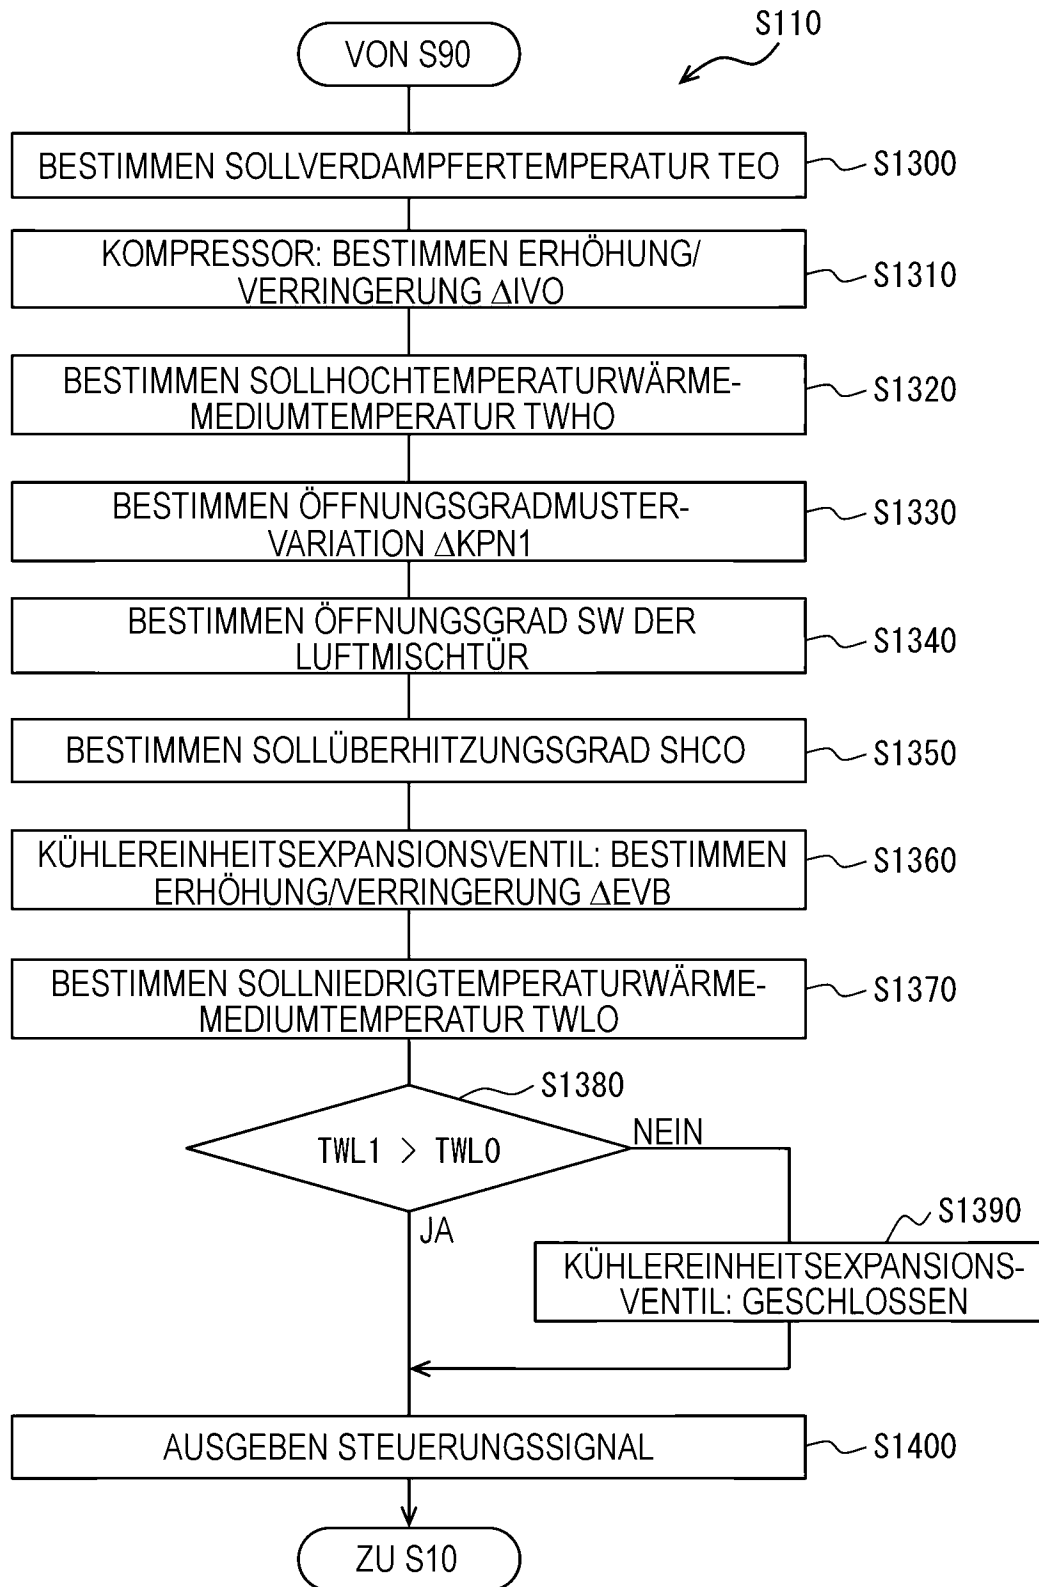 S110
VON S90
BESTIMMEN SOLLVERDAMPFERTEMPERATUR TEO
S1300
KOMPRESSOR: BESTIMMEN ERHÖHUNG/
VERRINGERUNG ΔIVO
S1310
BESTIMMEN SOLLHOCHTEMPERATURWÄRME-
MEDIUMTEMPERATUR TWHO
S1320
BESTIMMEN ÖFFNUNGSGRADMUSTER-
VARIATION ΔKPN1
S1330
BESTIMMEN ÖFFNUNGSGRAD SW DER
LUFTMISCHTÜR
S1340
BESTIMMEN SOLLÜBERHITZUNGSGRAD SHCO
S1350
KÜHLEREINHEITSEXPANSIONSVENTIL: BESTIMMEN
ERHÖHUNG/VERRINGERUNG ΔEVB
S1360
BESTIMMEN SOLLNIEDRIGTEMPERATURWÄRME-
MEDIUMTEMPERATUR TWLO
S1370
S1380
TWL1 > TWLO
NEIN
JA
S1390
KÜHLEREINHEITSEXPANSIONS-
VENTIL: GESCHLOSSEN
AUSGEBEN STEUERUNGSSIGNAL
S1400
ZU S10